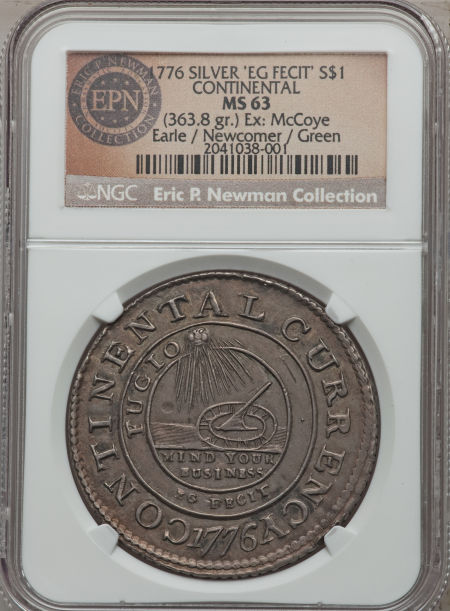 ERIC P. NEWMAN
EPN
COLLECTION
1776 SILVER 'EG FECIT' S$1
CONTINENTAL
MS 63
(363.8 gr.) Ex: McCoye
Earle / Newcomer / Green
2041038-001
NGC Eric P. Newman Collection
CONTINENTAL CURRENCY
1776
FUGIO
MIND YOUR
BUSINESS
EG FECIT